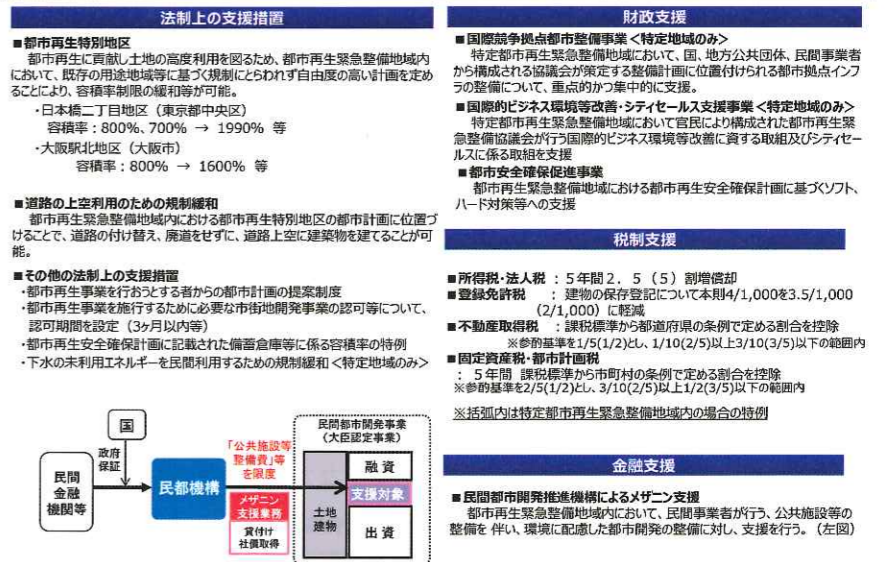 法制上の支援措置
■都市再生特別地区
都市再生に貢献し土地の高度利用を図るため、都市再生緊急整備地域内
において、既存の用途地域等に基づく規制にとらわれず自由度の高い計画を定め
ることにより、容積率制限の緩和等が可能。
・日本橋二丁目地区（東京都中央区）
容積率：800%、700% → 1990% 等
・大阪駅北地区（大阪市）
容積率：800% → 1600% 等
■道路の上空利用のための規制緩和
都市再生緊急整備地域内における都市再生特別地区の都市計画に位置づ
けることで、道路の付け替え、廃道をせずに、道路上空に建築物を建てることが可
能。
■その他の法制上の支援措置
・都市再生事業を行おうとする者からの都市計画の提案制度
・都市再生事業を施行するために必要な市街地開発事業の認可等について、
認可期間を設定（3ヶ月以内等）
・都市再生安全確保計画に記載された備蓄倉庫等に係る容積率の特例
・下水の未利用エネルギーを民間利用するための規制緩和＜特定地域のみ＞
国
政府
保証
民間
金融
機関等
民都機構
「公共施設等
整備費」等
を限度
メザニン
支援業務
貸付け
社債取得
民間都市開発事業
（大臣認定事業）
土地
建物
融資
支援対象
出資
財政支援
■国際競争拠点都市整備事業＜特定地域のみ＞
特定都市再生緊急整備地域において、国、地方公共団体、民間事業者
から構成される協議会が策定する整備計画に位置付けられる都市拠点インフ
ラの整備について、重点的かつ集中的に支援。
■国際的ビジネス環境等改善・シティセールス支援事業＜特定地域のみ＞
特定都市再生緊急整備地域において官民により構成された都市再生緊
急整備協議会が行う国際的ビジネス環境等改善に資する取組及びシティセー
ルスに係る取組を支援
■都市安全確保促進事業
都市再生緊急整備地域における都市再生安全確保計画に基づくソフト、
ハード対策等への支援
税制支援
■所得税・法人税 ：５年間２．５（５）割増償却
■登録免許税 ：建物の保存登記について本則4/1,000を3.5/1,000
(2/1,000）に軽減
■不動産取得税 ：課税標準から都道府県の条例で定める割合を控除
※参酌基準を1/5(1/2)とし、1/10(2/5)以上3/10(3/5)以下の範囲内
■固定資産税・都市計画税
：５年間 課税標準から市町村の条例で定める割合を控除
※参酌基準を2/5(1/2)とし、3/10(2/5)以上1/2(3/5)以下の範囲内
※括弧内は特定都市再生緊急整備地域内の場合の特例
金融支援
■民間都市開発推進機構によるメザニン支援
都市再生緊急整備地域内において、民間事業者が行う、公共施設等の
整備を 伴い、環境に配慮した都市開発の整備に対し、支援を行う。（左図）